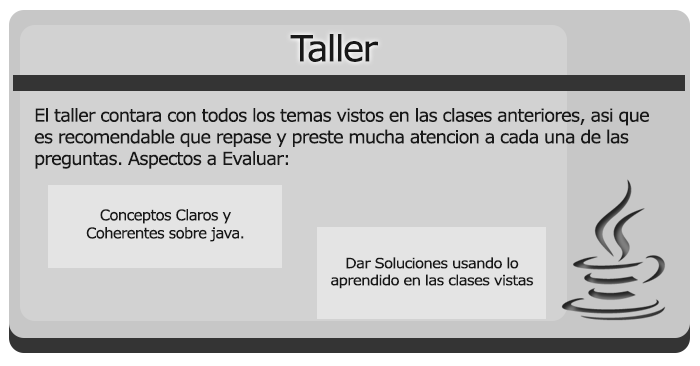 Taller
El taller contara con todos los temas vistos en las clases anteriores, asi que
es recomendable que repase y preste mucha atencion a cada una de las
preguntas. Aspectos a Evaluar:
Conceptos Claros y
Coherentes sobre java.
Dar Soluciones usando lo
aprendido en las clases vistas